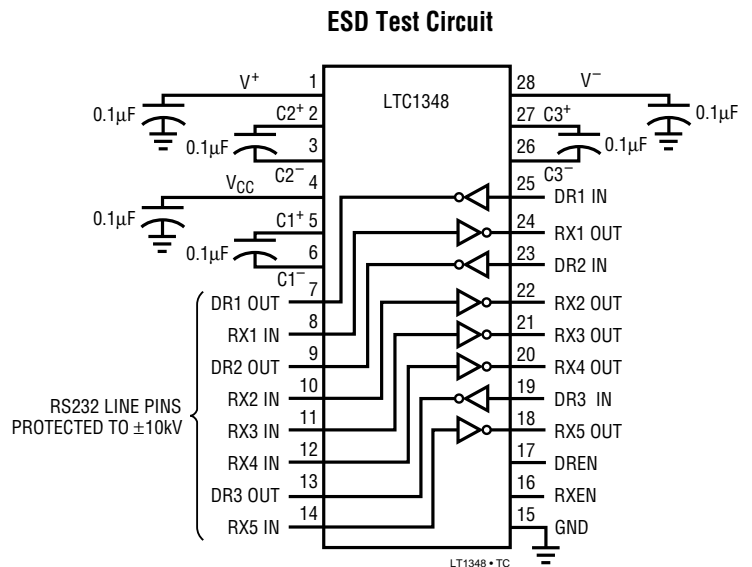 ESD Test Circuit
LTC1348
V+ 1
0.1µF
C2+ 2
0.1µF
3
C2−
VCC 4
0.1µF
C1+ 5
0.1µF
6
C1−
DR1 OUT 7
RX1 IN 8
DR2 OUT 9
RX2 IN 10
RX3 IN 11
RX4 IN 12
DR3 OUT 13
RX5 IN 14
RS232 LINE PINS
PROTECTED TO ±10kV
28 V−
0.1µF
27 C3+
0.1µF
26
C3−
25 DR1 IN
24 RX1 OUT
23 DR2 IN
22 RX2 OUT
21 RX3 OUT
20 RX4 OUT
19 DR3 IN
18 RX5 OUT
17 DREN
16 RXEN
15 GND
LT1348 • TC